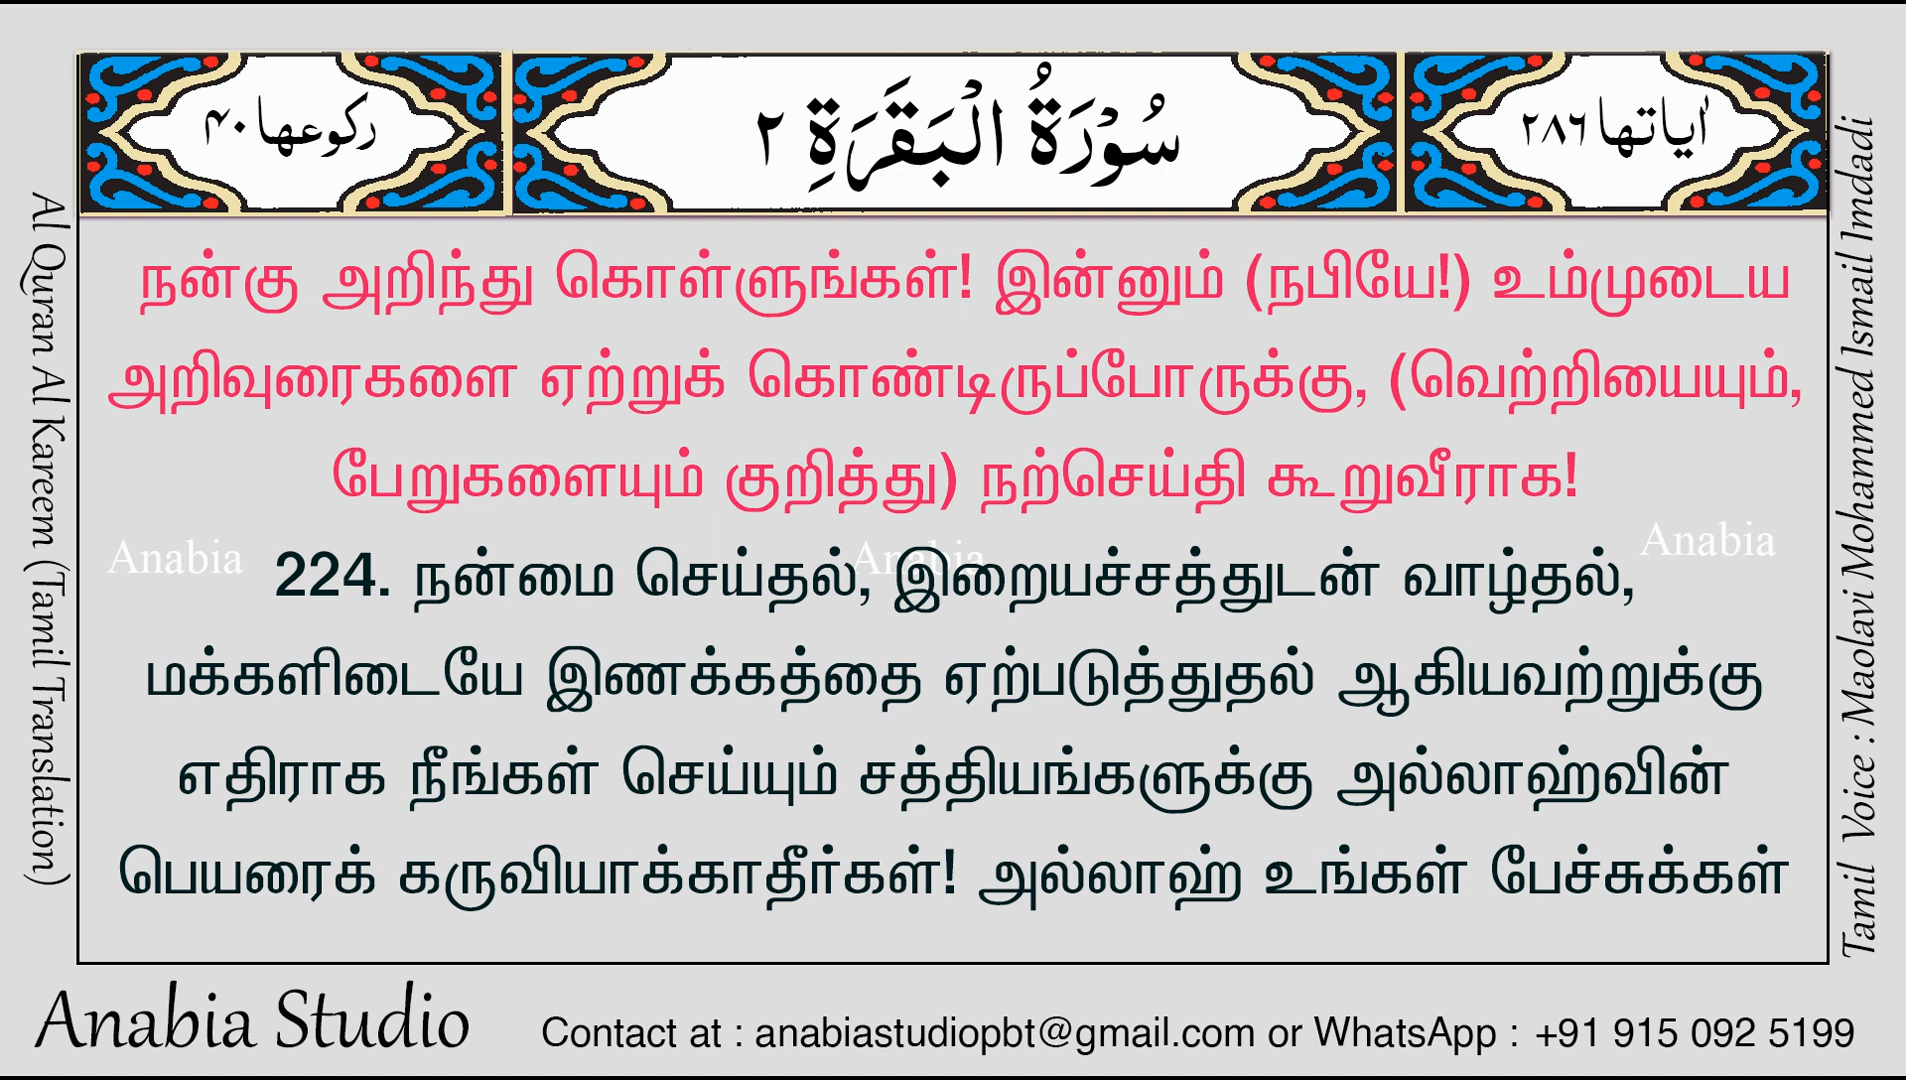 اٰیاتها ٢٨٦
سُوْرَةُ الْبَقَرَةِ ٢
ركوعها ۴۰
நன்கு அறிந்து கொள்ளுங்கள்! இன்னும் (நபியே!) உம்முடைய
அறிவுரைகளை ஏற்றுக் கொண்டிருப்போருக்கு, (வெற்றியையும்,
பேறுகளையும் குறித்து) நற்செய்தி கூறுவீராக!
224. நன்மை செய்தல், இறையச்சத்துடன் வாழ்தல்,
மக்களிடையே இணக்கத்தை ஏற்படுத்துதல் ஆகியவற்றுக்கு
எதிராக நீங்கள் செய்யும் சத்தியங்களுக்கு அல்லாஹ்வின்
பெயரைக் கருவியாக்காதீர்கள்! அல்லாஹ் உங்கள் பேச்சுக்கள்
Anabia
Anabia
Anabia
Al Quran Al Kareem (Tamil Translation)
Tamil Voice : Maolavi Mohammed Ismail Imdadi
Anabia Studio
Contact at : anabiastudiopbt@gmail.com or WhatsApp : +91 915 092 5199